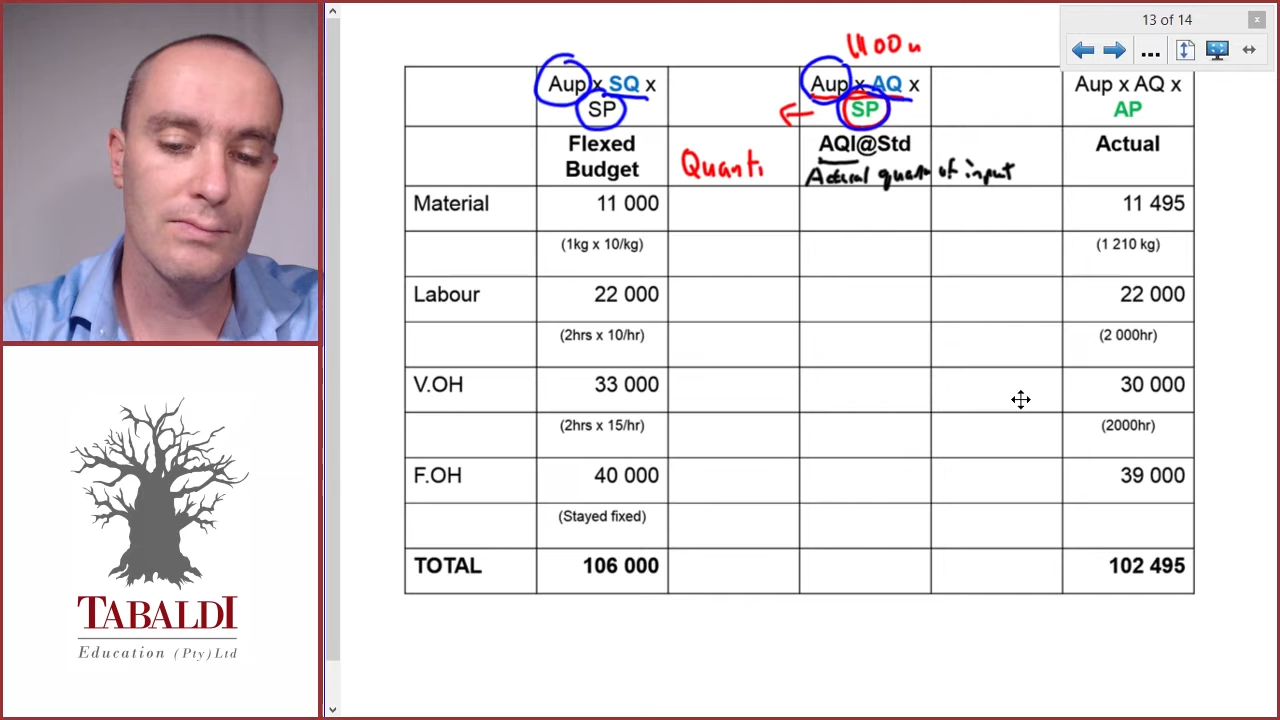 13 of 14
1100u
Aup x SQ x
SP
Aup x AQ x
SP
Aup x AQ x
AP
Flexed
Budget
Quanti
AQI@Std
Actual quant of input
Actual
Material 11 000 11 495
(1kg x 10/kg) (1 210 kg)
Labour 22 000 22 000
(2hrs x 10/hr) (2 000hr)
V.OH 33 000 30 000
(2hrs x 15/hr) (2000hr)
F.OH 40 000 39 000
(Stayed fixed)
TOTAL 106 000 102 495
TABALDI
Education (Pty) Ltd